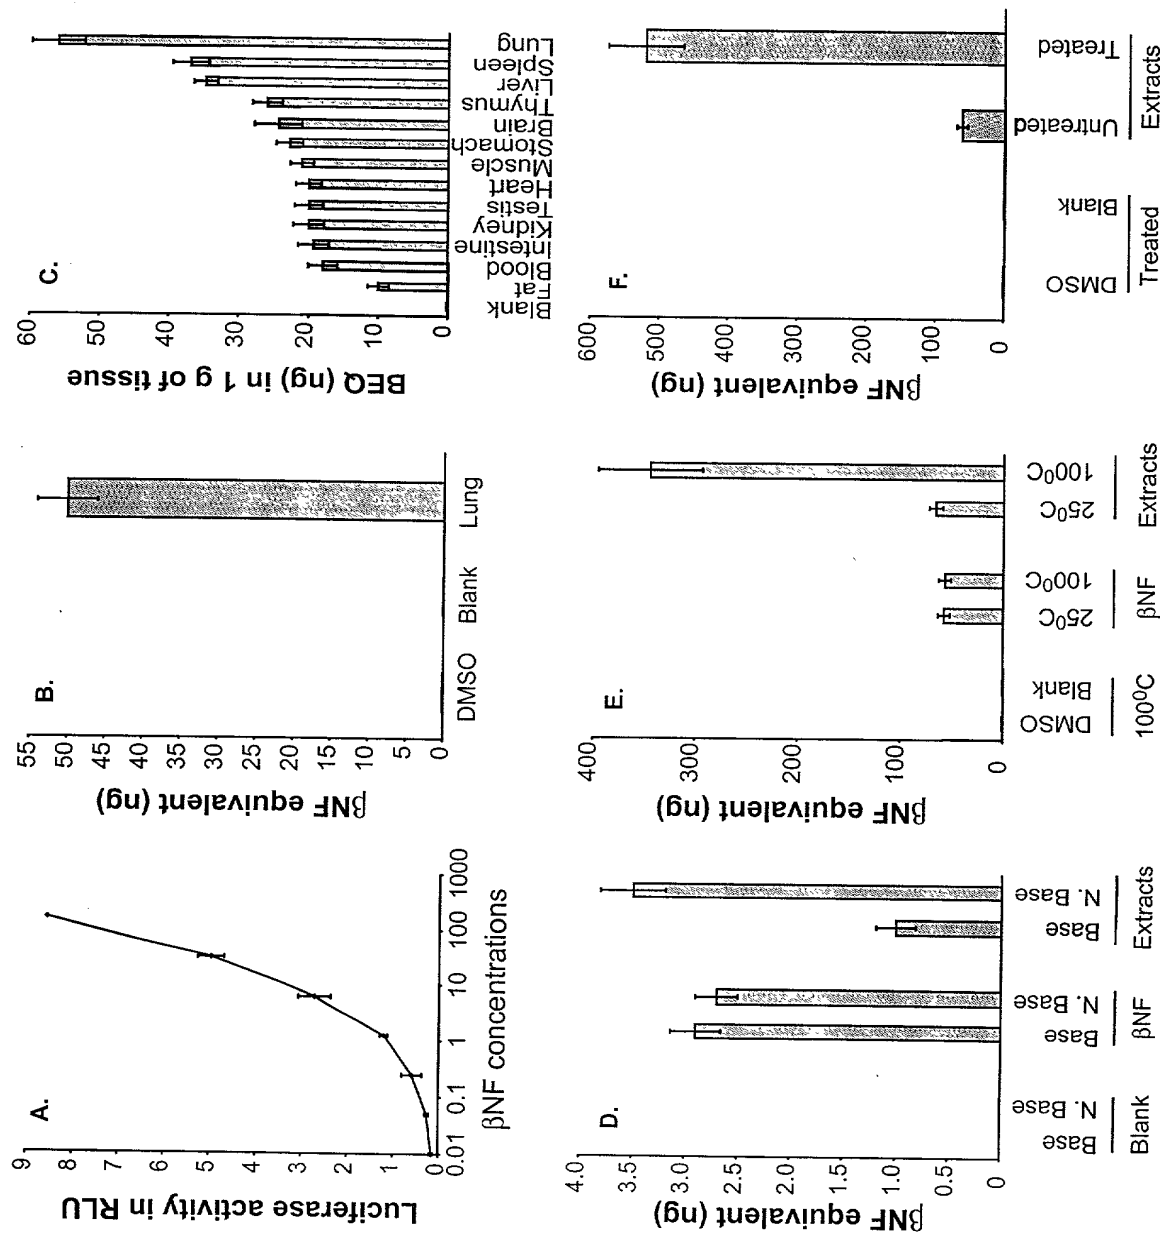 A.
Luciferase activity in RLU
9
8
7
6
5
4
3
2
1
0.01
0.1
1
10
100
1000
βNF concentrations
B.
βNF equivalent (ng)
55
50
45
40
35
30
25
20
15
10
5
0
DMSO
Blank
Lung
C.
BEQ (ng) in 1 g of tissue
60
50
40
30
20
10
0
Blank
Fat
Blood
Intestine
Kidney
Testis
Heart
Muscle
Stomach
Brain
Thymus
Liver
Spleen
Lung
D.
βNF equivalent (ng)
4.0
3.5
3.0
2.5
2.0
1.5
1.0
0.5
0
Base
N. Base
Base
N. Base
Base
N. Base
Blank
βNF
Extracts
E.
βNF equivalent (ng)
400
300
200
100
0
DMSO
Blank
25⁰C
100⁰C
25⁰C
100⁰C
100⁰C
βNF
Extracts
F.
βNF equivalent (ng)
600
500
400
300
200
100
0
DMSO
Blank
Untreated
Treated
Treated
Extracts